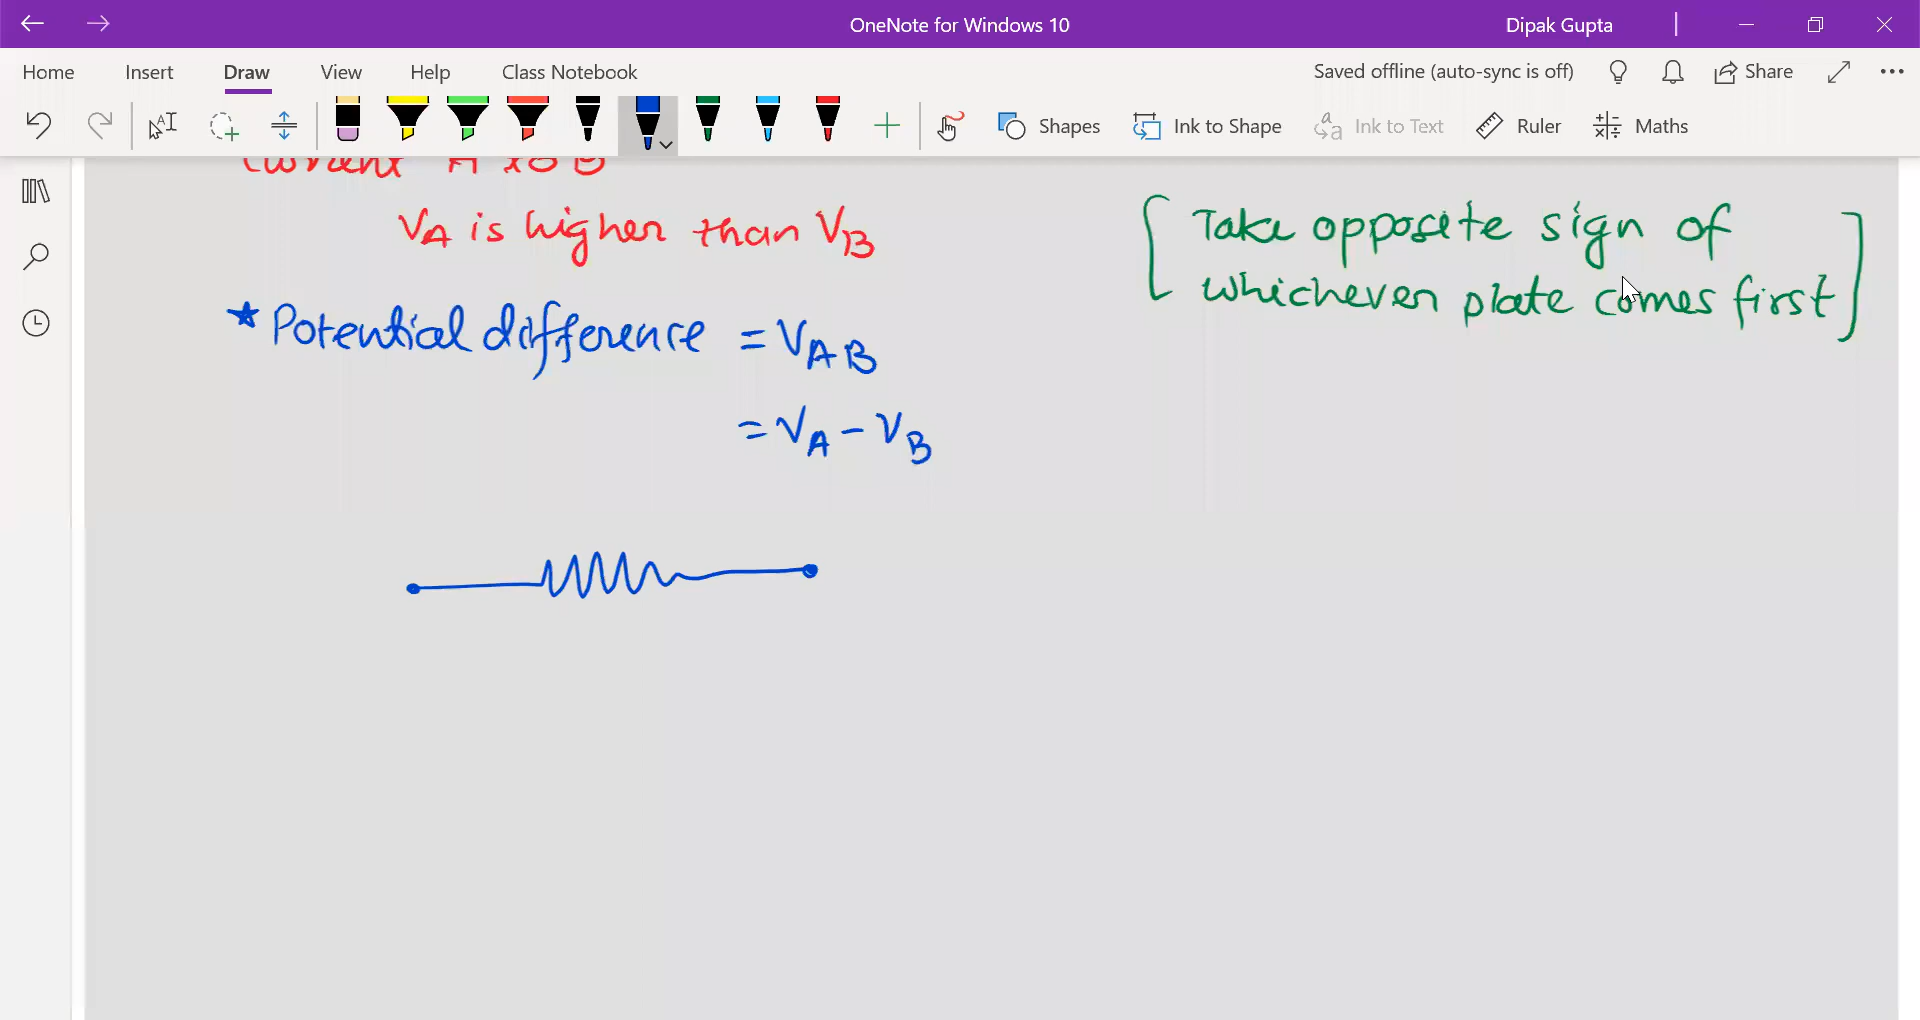 OneNote for Windows 10
Dipak Gupta
Home Insert Draw View Help Class Notebook
Saved offline (auto-sync is off) Share
Shapes Ink to Shape Ink to Text Ruler Maths
Current A to B
VA is higher than VB
*Potential difference = VAB
= VA - VB
[Take opposite sign of
whichever plate comes first]